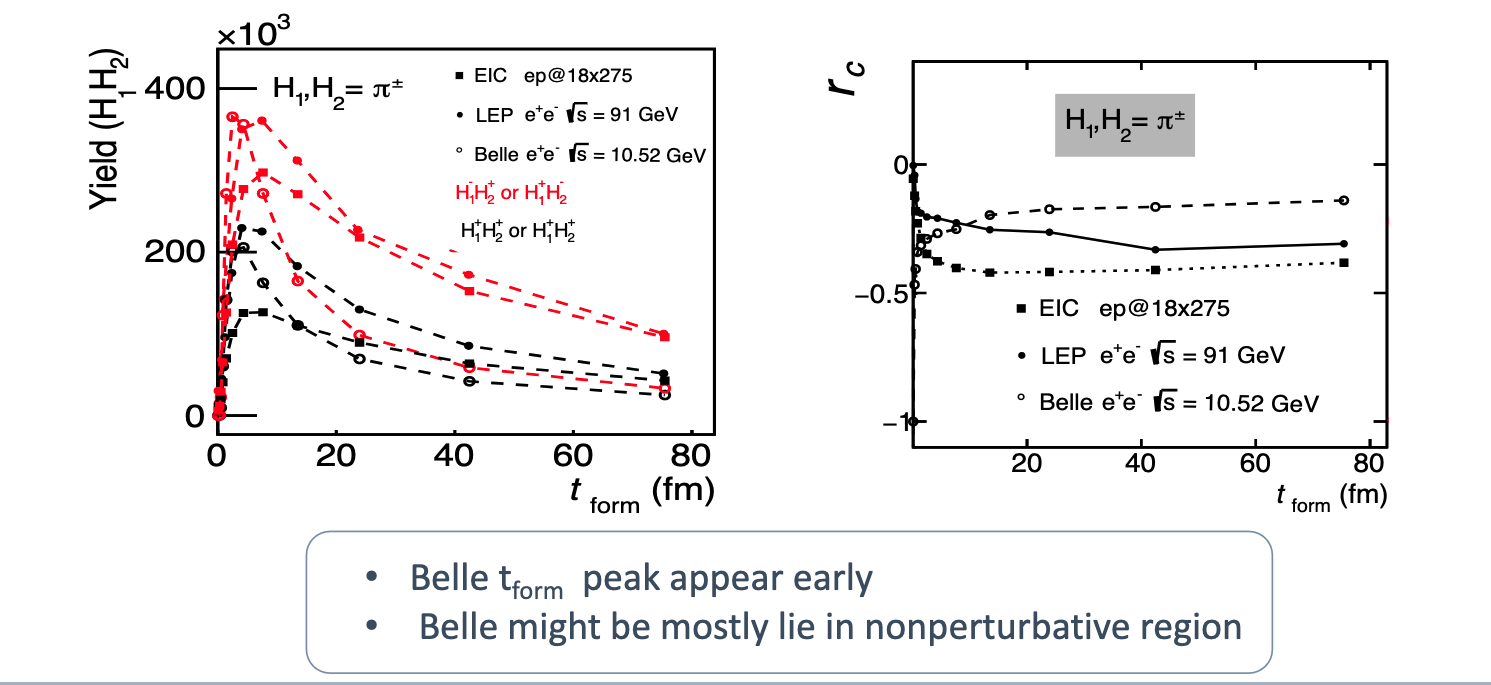 ×10³
Yield (H₁H₂)
400
200
0
0 20 40 60 80
t form (fm)
H₁,H₂= π±
EIC ep@18x275
LEP e⁺e⁻ √s = 91 GeV
Belle e⁺e⁻ √s = 10.52 GeV
H₁⁻H₂⁺ or H₁⁺H₂⁻
H₁⁺H₂⁺ or H₁⁺H₂⁺
r c
0
−0.5
−1
20 40 60 80
t form (fm)
H₁,H₂= π±
EIC ep@18x275
LEP e⁺e⁻ √s = 91 GeV
Belle e⁺e⁻ √s = 10.52 GeV
• Belle tform peak appear early
• Belle might be mostly lie in nonperturbative region